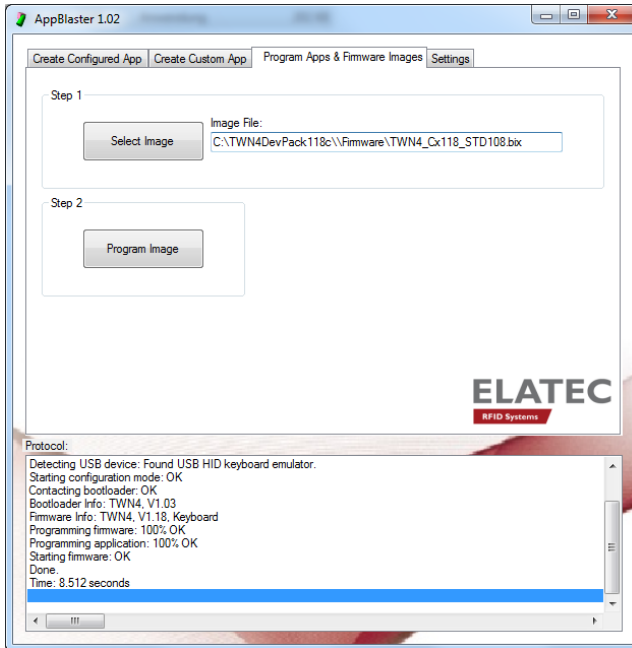 AppBlaster 1.02
Create Configured App Create Custom App Program Apps & Firmware Images Settings
Step 1
Image File:
Select Image C:\TWN4DevPack118c\\Firmware\TWN4_Cx118_STD108.bix
Step 2
Program Image
ELATEC
RFID Systems
Protocol:
Detecting USB device: Found USB HID keyboard emulator.
Starting configuration mode: OK
Contacting bootloader: OK
Bootloader Info: TWN4, V1.03
Firmware Info: TWN4, V1.18, Keyboard
Programming firmware: 100% OK
Programming application: 100% OK
Starting firmware: OK
Done.
Time: 8.512 seconds